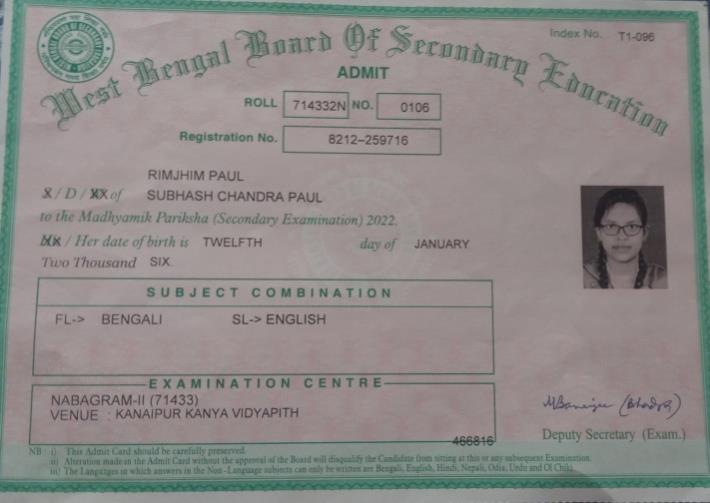 West Bengal Board Of Secondary Education
Index No. T1-096
ADMIT
ROLL 714332N NO. 0106
Registration No. 8212-259716
RIMJHIM PAUL
X / D / XX of SUBHASH CHANDRA PAUL
to the Madhyamik Pariksha (Secondary Examination) 2022.
/ Her date of birth is TWELFTH day of JANUARY
Two Thousand SIX.
SUBJECT COMBINATION
FL-> BENGALI SL-> ENGLISH
EXAMINATION CENTRE
NABAGRAM-II (71433)
VENUE : KANAIPUR KANYA VIDYAPITH
466816
Deputy Secretary (Exam.)
NB : i) This Admit Card should be carefully preserved.
ii) Alteration made in the Admit Card without the approval of the Board will disqualify the Candidate from sitting at this or any subsequent Examination.
iii) The Languages in which answers in the Non-Language subjects can only be written are Bengali, English, Hindi, Nepali, Odia, Urdu and Ol Chiki.